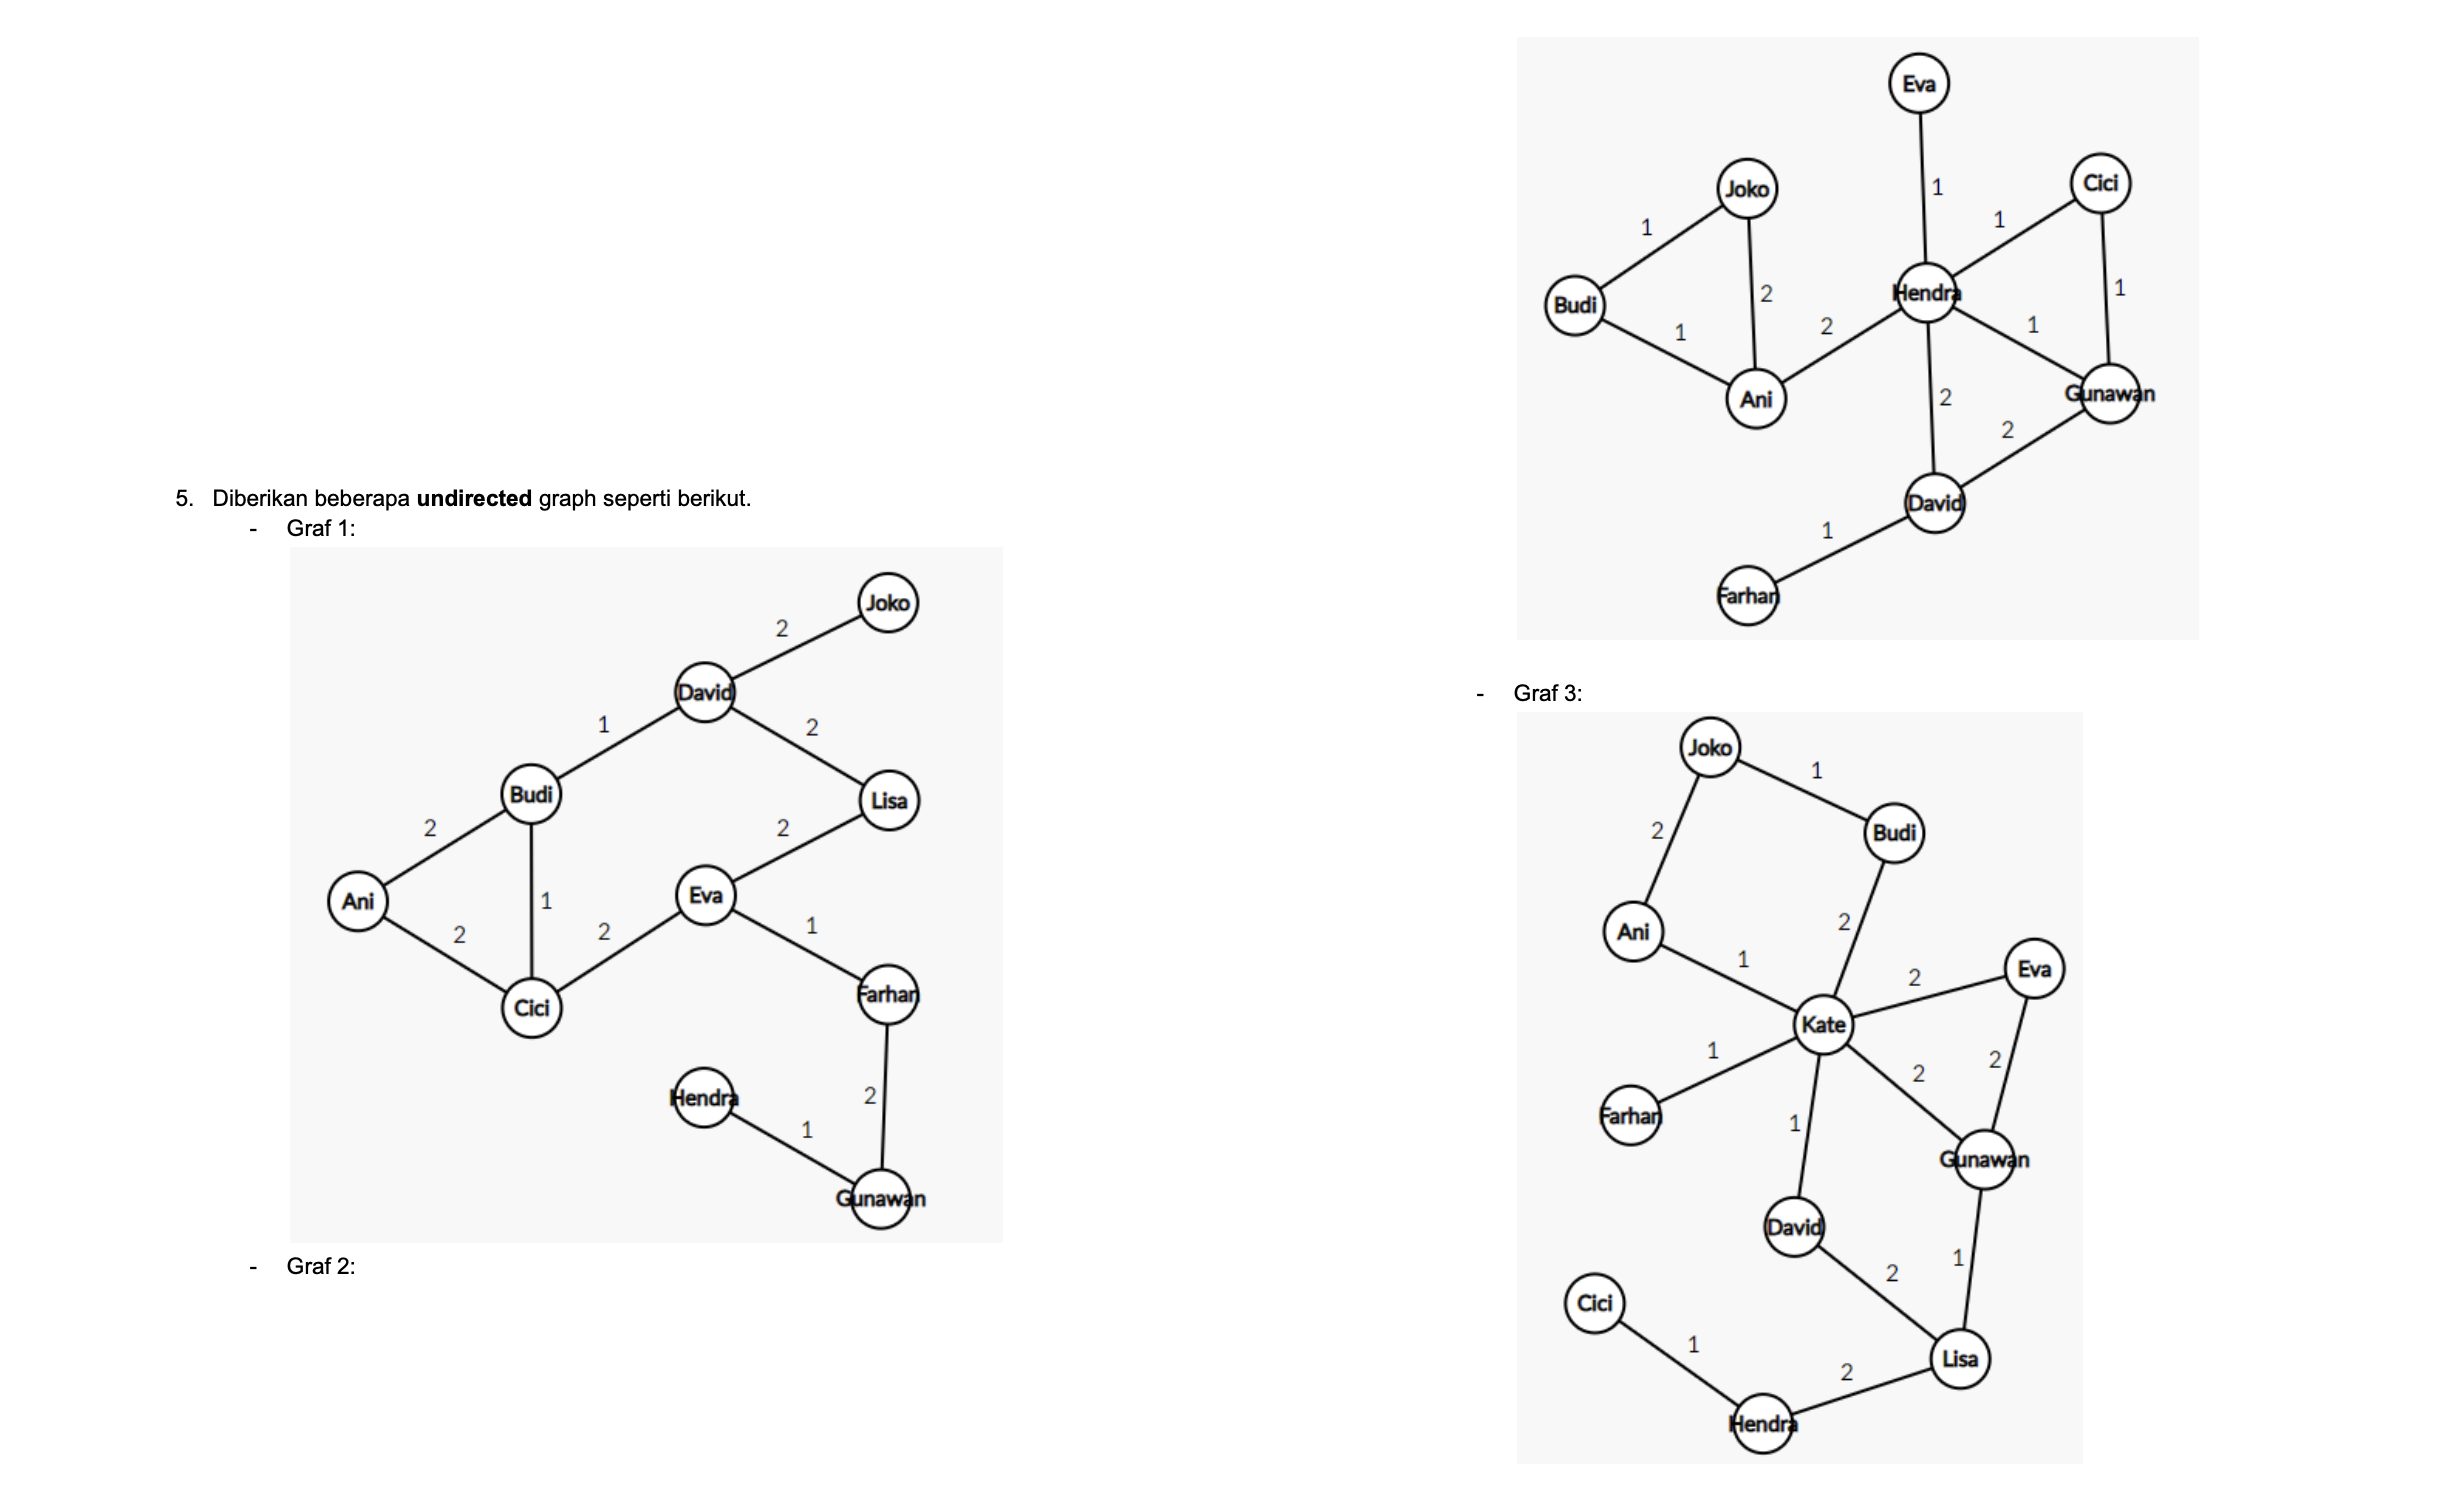 5. Diberikan beberapa undirected graph seperti berikut.
- Graf 1:
Joko
2
David
1
2
Budi
Lisa
2
2
Ani
1
Eva
2
2
1
Cici
Farhan
Hendra
2
1
Gunawan
- Graf 2:
Eva
Joko
Cici
1
1
1
Budi
2
Hendra
1
1
2
1
Ani
2
Gunawan
2
David
1
Farhan
- Graf 3:
Joko
1
2
Budi
Ani
2
1
Eva
2
Kate
1
2
2
Farhan
1
Gunawan
David
1
2
Cici
1
Lisa
2
Hendra